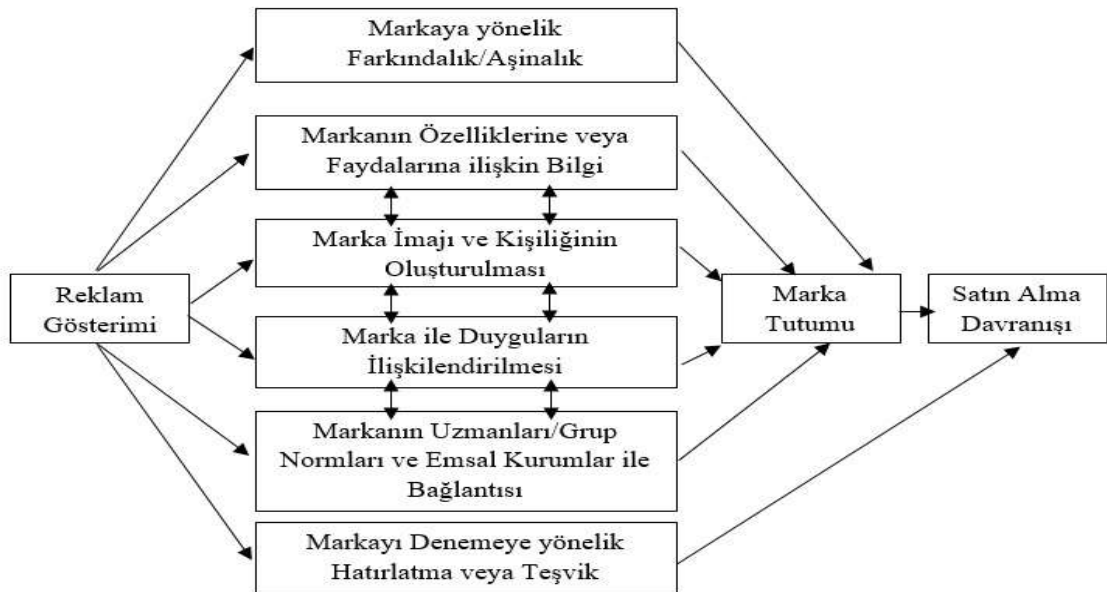 Markaya yönelik
Farkındalık/Aşinalık
Markanın Özelliklerine veya
Faydalarına ilişkin Bilgi
Marka İmajı ve Kişiliğinin
Oluşturulması
Reklam
Gösterimi
Marka
Tutumu
Satın Alma
Davranışı
Marka ile Duyguların
İlişkilendirilmesi
Markanın Uzmanları/Grup
Normları ve Emsal Kurumlar ile
Bağlantısı
Markayı Denemeye yönelik
Hatırlatma veya Teşvik